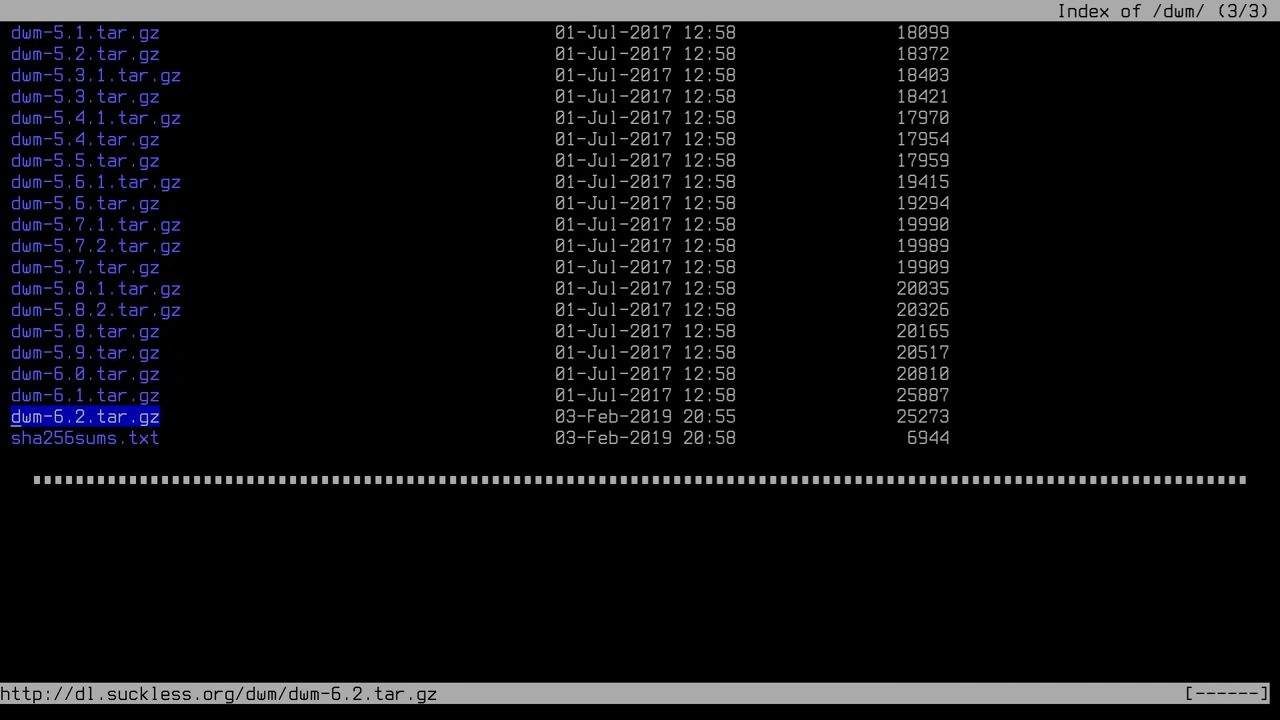 Index of /dwm/ (3/3)
dwm-5.1.tar.gz 01-Jul-2017 12:58 18099
dwm-5.2.tar.gz 01-Jul-2017 12:58 18372
dwm-5.3.1.tar.gz 01-Jul-2017 12:58 18403
dwm-5.3.tar.gz 01-Jul-2017 12:58 18421
dwm-5.4.1.tar.gz 01-Jul-2017 12:58 17970
dwm-5.4.tar.gz 01-Jul-2017 12:58 17954
dwm-5.5.tar.gz 01-Jul-2017 12:58 17959
dwm-5.6.1.tar.gz 01-Jul-2017 12:58 19415
dwm-5.6.tar.gz 01-Jul-2017 12:58 19294
dwm-5.7.1.tar.gz 01-Jul-2017 12:58 19990
dwm-5.7.2.tar.gz 01-Jul-2017 12:58 19989
dwm-5.7.tar.gz 01-Jul-2017 12:58 19909
dwm-5.8.1.tar.gz 01-Jul-2017 12:58 20035
dwm-5.8.2.tar.gz 01-Jul-2017 12:58 20326
dwm-5.8.tar.gz 01-Jul-2017 12:58 20165
dwm-5.9.tar.gz 01-Jul-2017 12:58 20517
dwm-6.0.tar.gz 01-Jul-2017 12:58 20810
dwm-6.1.tar.gz 01-Jul-2017 12:58 25887
dwm-6.2.tar.gz 03-Feb-2019 20:55 25273
sha256sums.txt 03-Feb-2019 20:58 6944
http://dl.suckless.org/dwm/dwm-6.2.tar.gz [------]